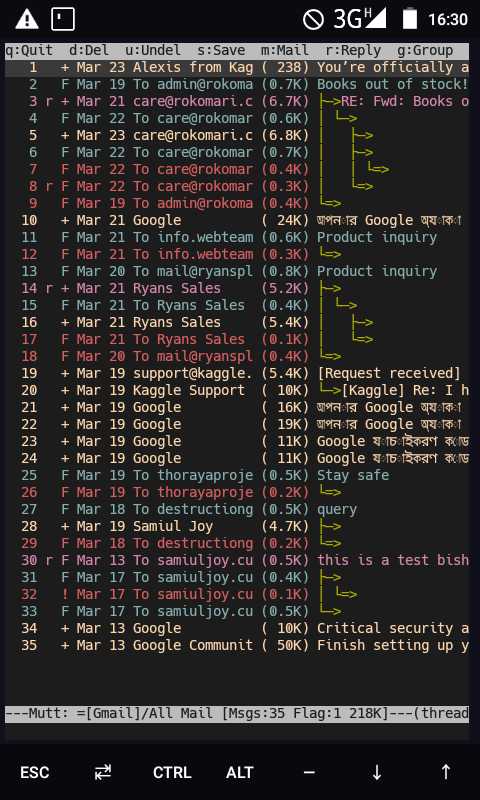 3G 16:30
q:Quit d:Del u:Undel s:Save m:Mail r:Reply g:Group
1 + Mar 23 Alexis from Kag ( 238) You’re officially a
2 F Mar 19 To admin@rokoma (0.7K) Books out of stock!
3 r + Mar 21 care@rokomari.c (6.7K) ├─>RE: Fwd: Books o
4 F Mar 22 To care@rokomar (0.6K) │ └─>
5 + Mar 23 care@rokomari.c (6.8K) │   ├─>
6 F Mar 22 To care@rokomar (0.7K) │   ├─>
7 F Mar 22 To care@rokomar (0.4K) │   │ └=>
8 r F Mar 22 To care@rokomar (0.3K) │   └=>
9 F Mar 19 To admin@rokoma (0.4K) └=>
10 + Mar 21 Google ( 24K) আপনার Google অ্যাকা
11 F Mar 21 To info.webteam (0.6K) Product inquiry
12 F Mar 21 To info.webteam (0.3K) └=>
13 F Mar 20 To mail@ryanspl (0.8K) Product inquiry
14 r + Mar 21 Ryans Sales (5.2K) ├─>
15 F Mar 21 To Ryans Sales (0.4K) │ └─>
16 + Mar 21 Ryans Sales (5.4K) │   ├─>
17 F Mar 21 To Ryans Sales (0.1K) │   └=>
18 F Mar 20 To mail@ryanspl (0.4K) └=>
19 + Mar 19 support@kaggle. (5.4K) [Request received]
20 + Mar 19 Kaggle Support ( 10K) └─>[Kaggle] Re: I h
21 + Mar 19 Google ( 16K) আপনার Google অ্যাকা
22 + Mar 19 Google ( 19K) আপনার Google অ্যাকা
23 + Mar 19 Google ( 11K) Google যাচাইকরণ কোড
24 + Mar 19 Google ( 11K) Google যাচাইকরণ কোড
25 F Mar 19 To thorayaproje (0.5K) Stay safe
26 F Mar 19 To thorayaproje (0.2K) └=>
27 F Mar 18 To destructiong (0.5K) query
28 + Mar 19 Samiul Joy (4.7K) ├─>
29 F Mar 18 To destructiong (0.2K) └=>
30 r F Mar 13 To samiuljoy.cu (0.5K) this is a test bish
31 F Mar 17 To samiuljoy.cu (0.4K) ├─>
32 ! Mar 17 To samiuljoy.cu (0.1K) │ └=>
33 F Mar 17 To samiuljoy.cu (0.5K) └─>
34 + Mar 13 Google ( 10K) Critical security a
35 + Mar 13 Google Communit ( 50K) Finish setting up y
---Mutt: =[Gmail]/All Mail [Msgs:35 Flag:1 218K]---(thread
ESC ⇄ CTRL ALT – ↓ ↑